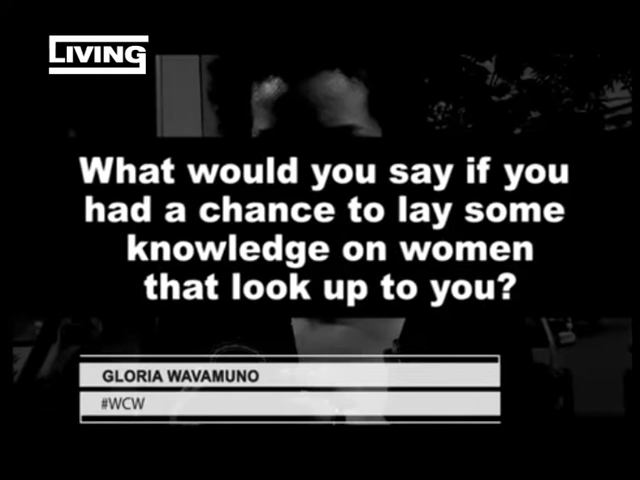 LIVING
What would you say if you
had a chance to lay some
knowledge on women
that look up to you?
GLORIA WAVAMUNO
#WCW